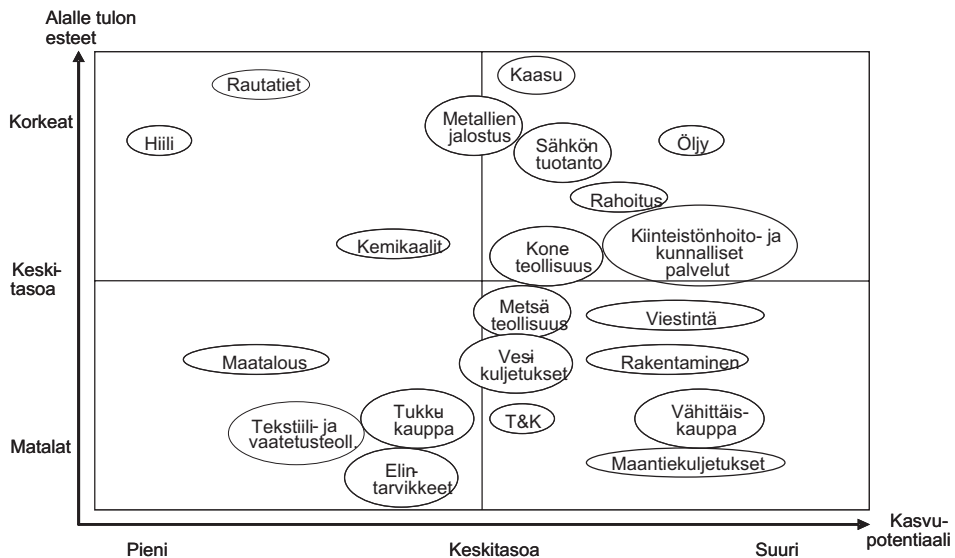 Alalle tulon
esteet
Korkeat
Keski-
tasoa
Matalat
Rautatiet
Kaasu
Hiili
Metallien
jalostus
Sähkön
tuotanto
Öljy
Rahoitus
Kemikaalit
Kone
teollisuus
Kiinteistönhoito- ja
kunnalliset
palvelut
Metsä
teollisuus
Viestintä
Maatalous
Vesi
kuljetukset
Rakentaminen
Tekstiili- ja
vaatetusteoll.
Tukku
kauppa
T&K
Vähittäis-
kauppa
Elin-
tarvikkeet
Maantiekuljetukset
Pieni
Keskitasoa
Suuri
Kasvu-
potentiaali